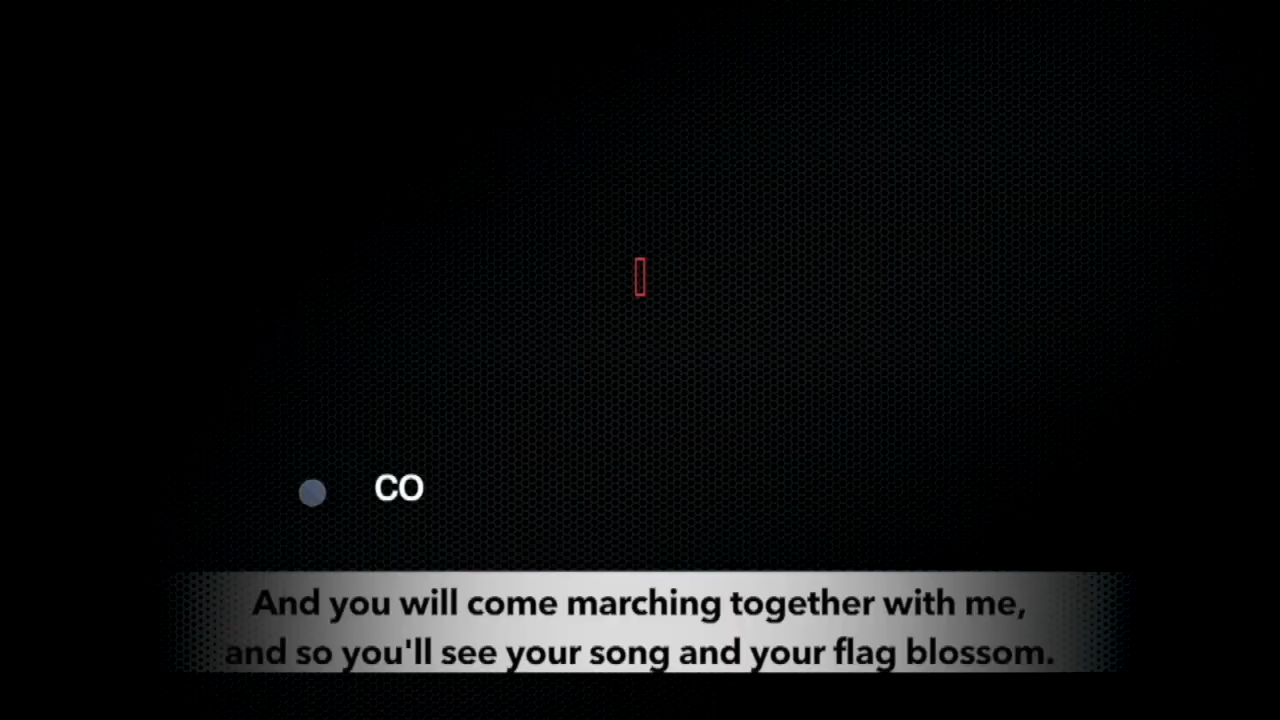 CO
And you will come marching together with me,
and so you'll see your song and your flag blossom.